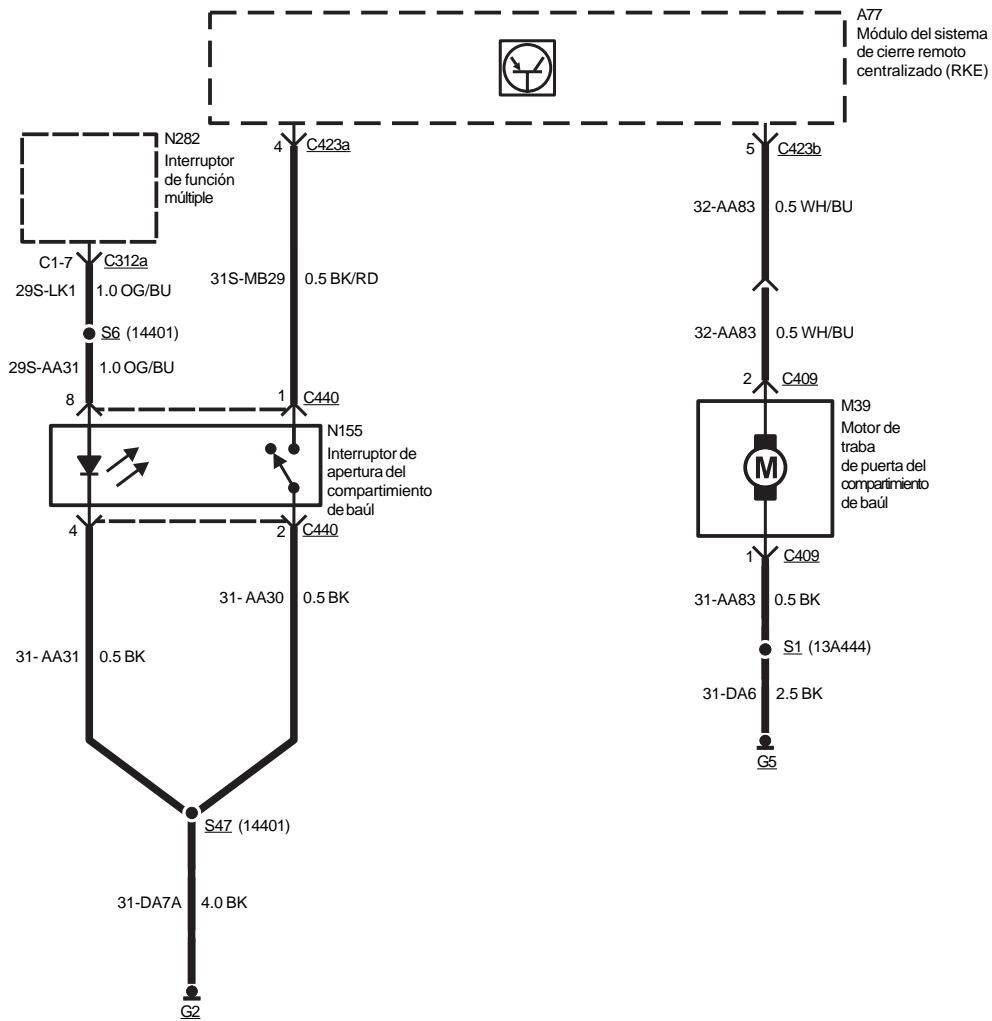 A77
Módulo del sistema
de cierre remoto
centralizado (RKE)
N282
Interruptor
de función
múltiple
4 C423a
5 C423b
C1-7 C312a
32-AA83 0.5 WH/BU
29S-LK1 1.0 OG/BU
31S-MB29 0.5 BK/RD
S6 (14401)
32-AA83 0.5 WH/BU
29S-AA31 1.0 OG/BU
8
1 C440
2 C409
N155
Interruptor de
apertura del
compartimiento
de baúl
M39
Motor de
traba
de puerta del
compartimiento
de baúl
M
4
2 C440
1 C409
31- AA30 0.5 BK
31-AA83 0.5 BK
S1 (13A444)
31- AA31 0.5 BK
31-DA6 2.5 BK
G5
S47 (14401)
31-DA7A 4.0 BK
G2